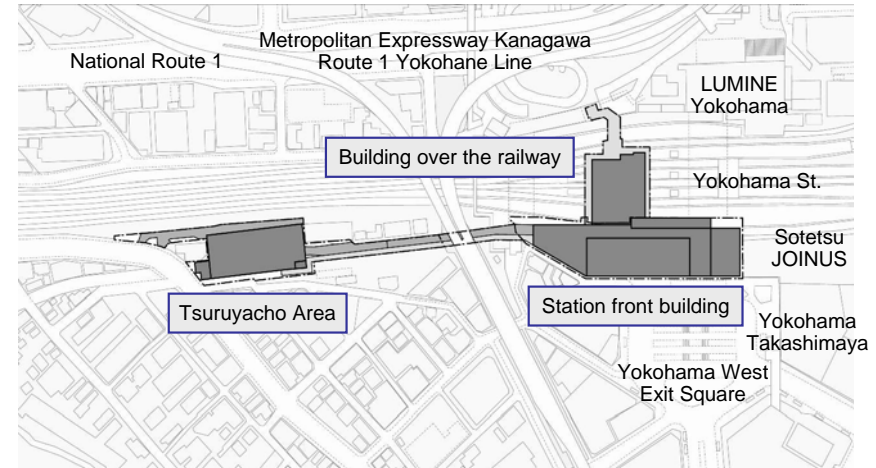 Metropolitan Expressway Kanagawa
Route 1 Yokohane Line
National Route 1
LUMINE
Yokohama
Building over the railway
Yokohama St.
Sotetsu
JOINUS
Tsuruyacho Area
Station front building
Yokohama
Takashimaya
Yokohama West
Exit Square